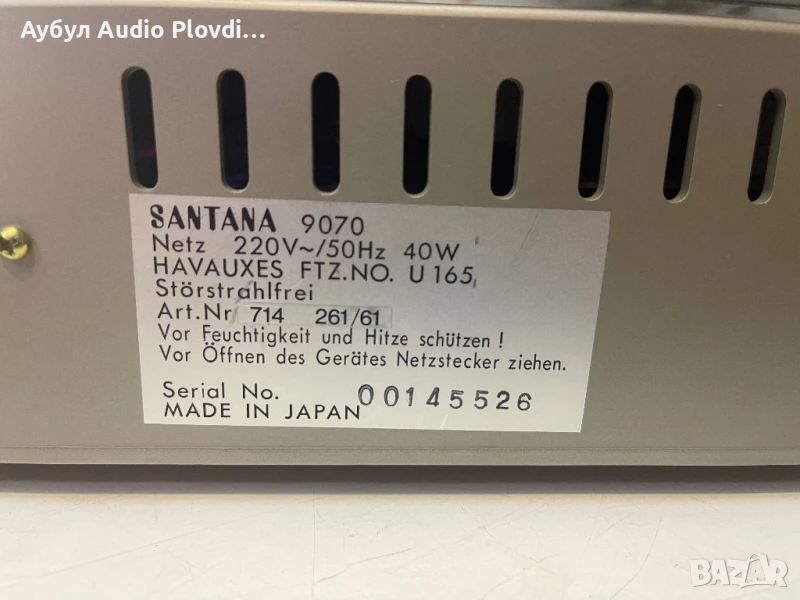 Аубул Audio Plovdi...
SANTANA 9070
Netz 220V~/50Hz 40W
HAVAUXES FTZ.NO. U 165
Störstrahlfrei
Art.Nr 714 261/61
Vor Feuchtigkeit und Hitze schützen !
Vor Öffnen des Gerätes Netzstecker ziehen.
Serial No. 00145526
MADE IN JAPAN
BAZAR